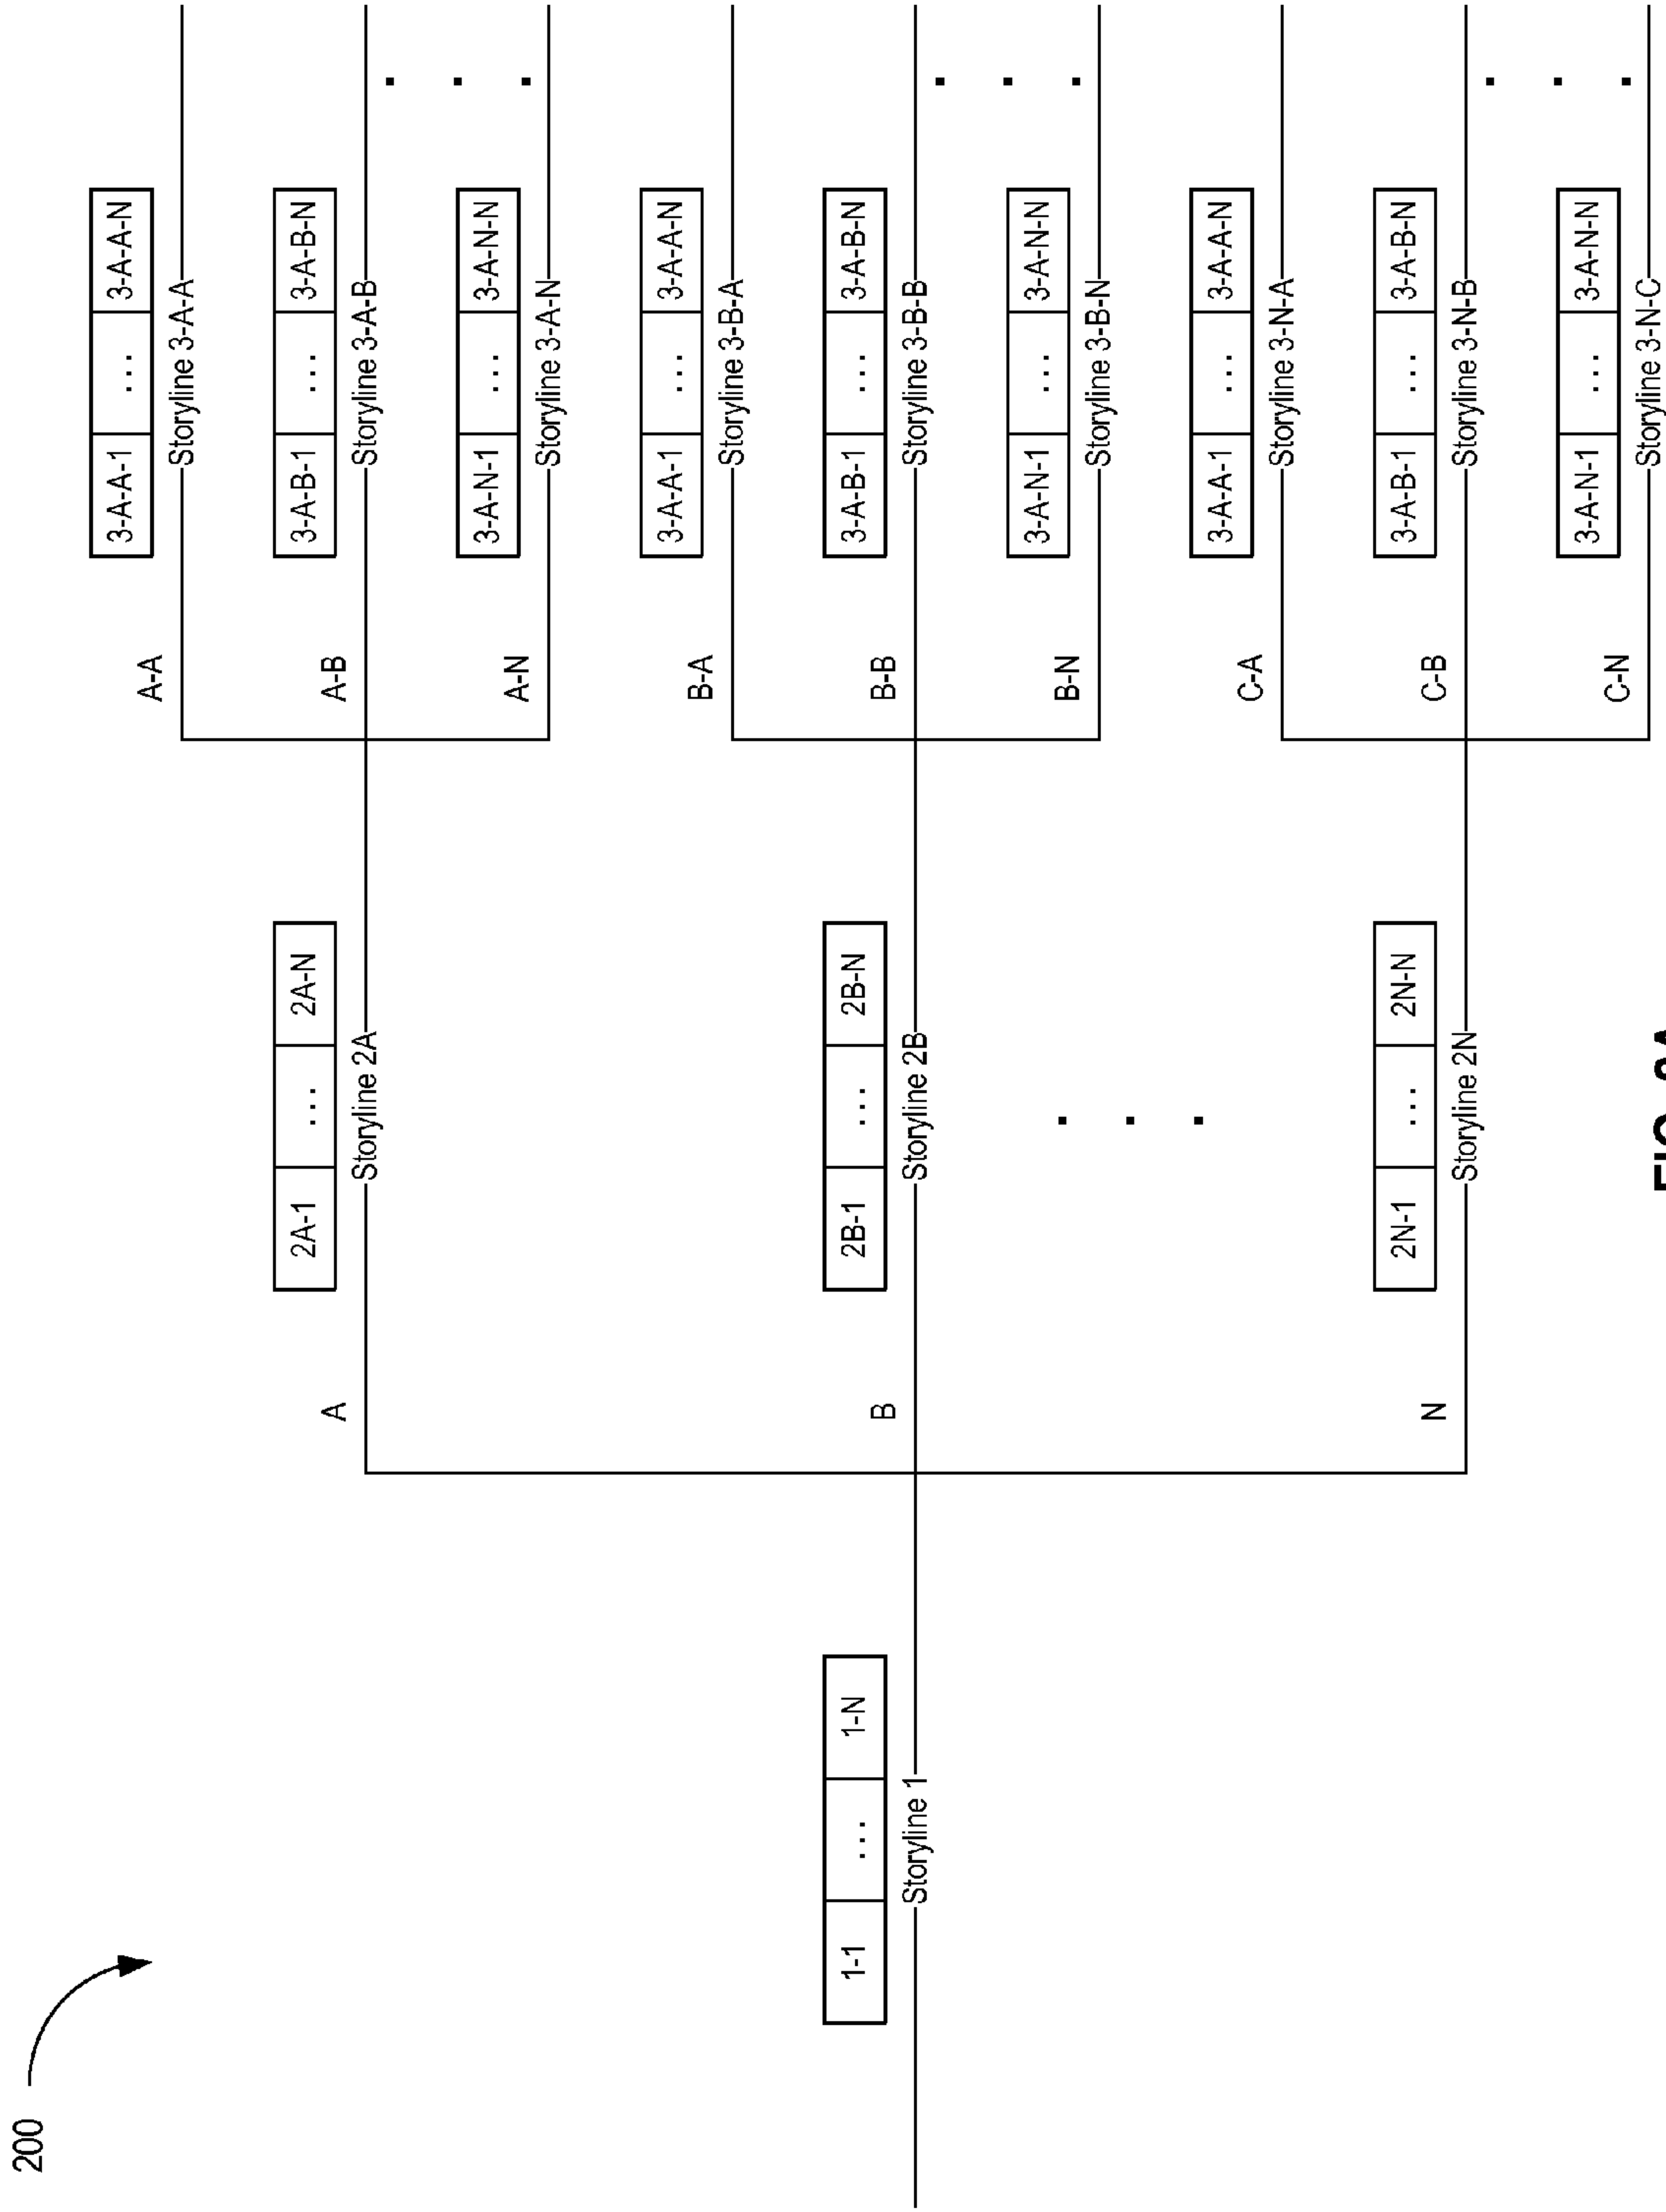 200
3-A-A-1 ... 3-A-A-N
A-A
Storyline 3-A-A
2A-1 ... 2A-N 3-A-B-1 ... 3-A-B-N
A A-B
Storyline 2A Storyline 3-A-B
3-A-N-1 ... 3-A-N-N
A-N
Storyline 3-A-N
3-A-A-1 ... 3-A-A-N
B-A
Storyline 3-B-A
1-1 ... 1-N 2B-1 ... 2B-N 3-A-B-1 ... 3-A-B-N
B B-B
Storyline 1 Storyline 2B Storyline 3-B-B
3-A-N-1 ... 3-A-N-N
B-N
Storyline 3-B-N
3-A-A-1 ... 3-A-A-N
C-A
Storyline 3-N-A
2N-1 ... 2N-N 3-A-B-1 ... 3-A-B-N
N C-B
Storyline 2N Storyline 3-N-B
3-A-N-1 ... 3-A-N-N
C-N
Storyline 3-N-C
FIG